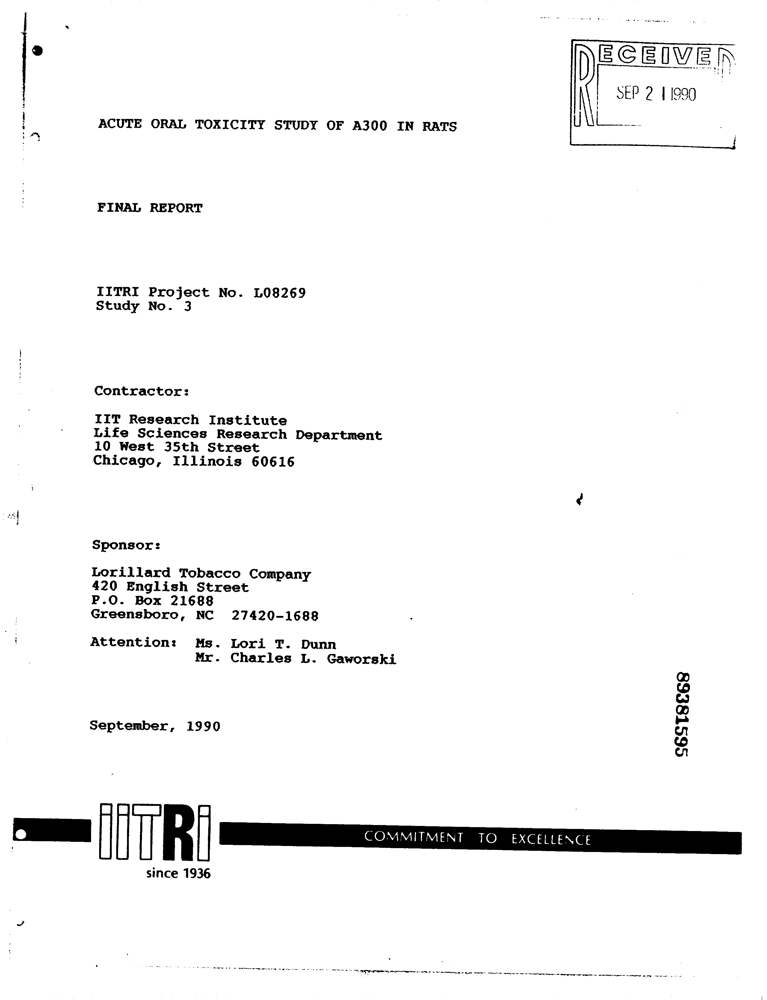 RECEIVED
SEP 21 1990
ACUTE ORAL TOXICITY STUDY OF A300 IN RATS
FINAL REPORT
IITRI Project No. L08269
Study No. 3
Contractor:
IIT Research Institute
Life Sciences Research Department
10 West 35th Street
Chicago, Illinois 60616
Sponsor:
Lorillard Tobacco Company
420 English Street
P.O. Box 21688
Greensboro, NC 27420-1688
Attention: Ms. Lori T. Dunn
Mr. Charles L. Gaworski
89381595
September, 1990
IITRI
COMMITMENT TO EXCELLENCE
since 1936